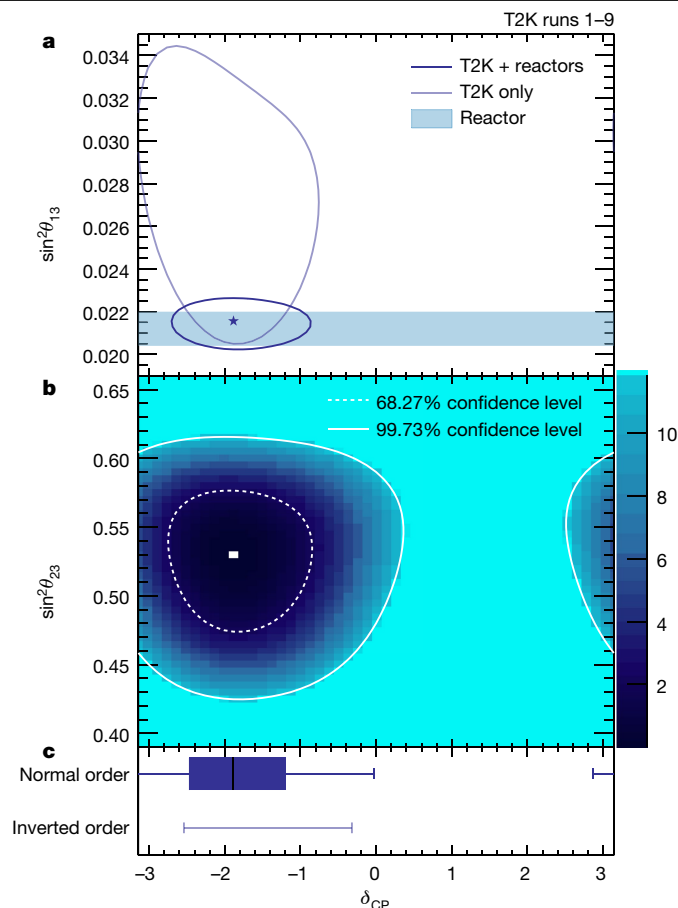 T2K runs 1–9
a
0.034
0.032
0.030
0.028
0.026
0.024
0.022
0.020
sin²θ₁₃
T2K + reactors
T2K only
Reactor
b
0.65
0.60
0.55
0.50
0.45
0.40
sin²θ₂₃
68.27% confidence level
99.73% confidence level
10
8
6
4
2
c
Normal order
Inverted order
−3 −2 −1 0 1 2 3
δCP